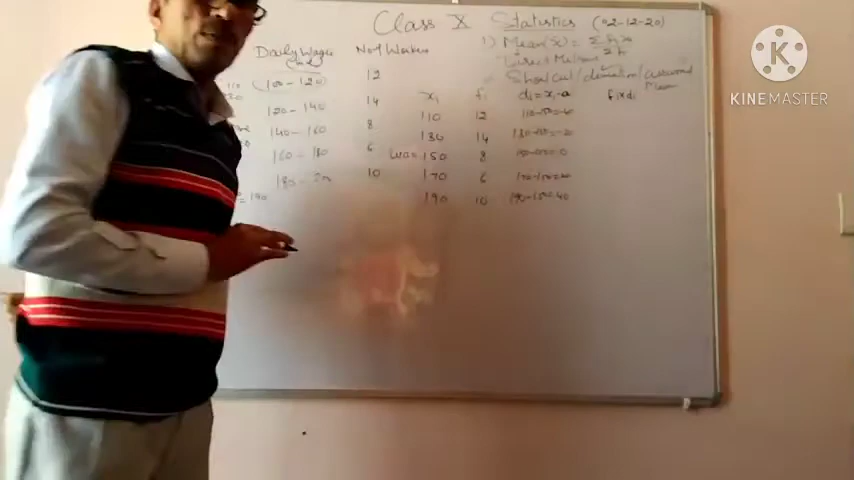 Class X Statistics (02-12-20)
Daily Wages
No of Workers
1) Mean(x̄) = Σfixi
Σfi
Direct Method
Short cut / deviation / assumed
Mean
100-120 12
120-140 14
140-160 8
160-180 6
180-200 10
xi fi di=xi-a fixdi
110 12 110-150=-40
130 14 130-150=-20
150 8 150-150=0
170 6 170-150=20
190 10 190-150=40
= 190
K
KINEMASTER